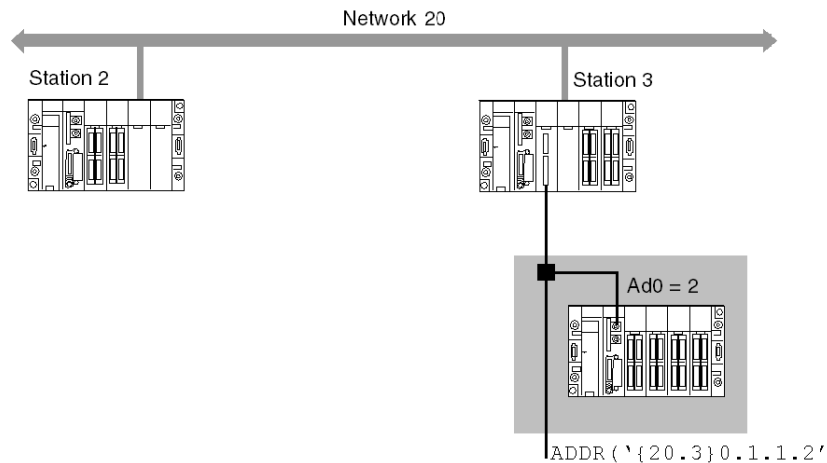 Network 20
Station 2
Station 3
Ad0 = 2
ADDR(‘{20.3}0.1.1.2’